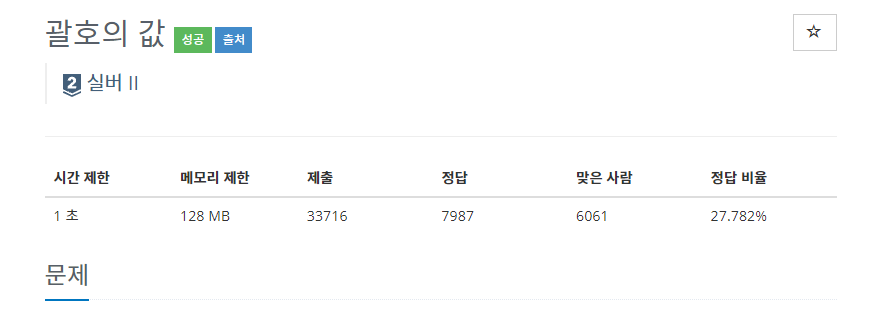 괄호의 값 성공 출처
☆
2 실버 II
시간 제한 메모리 제한 제출 정답 맞은 사람 정답 비율
1 초 128 MB 33716 7987 6061 27.782%
문제